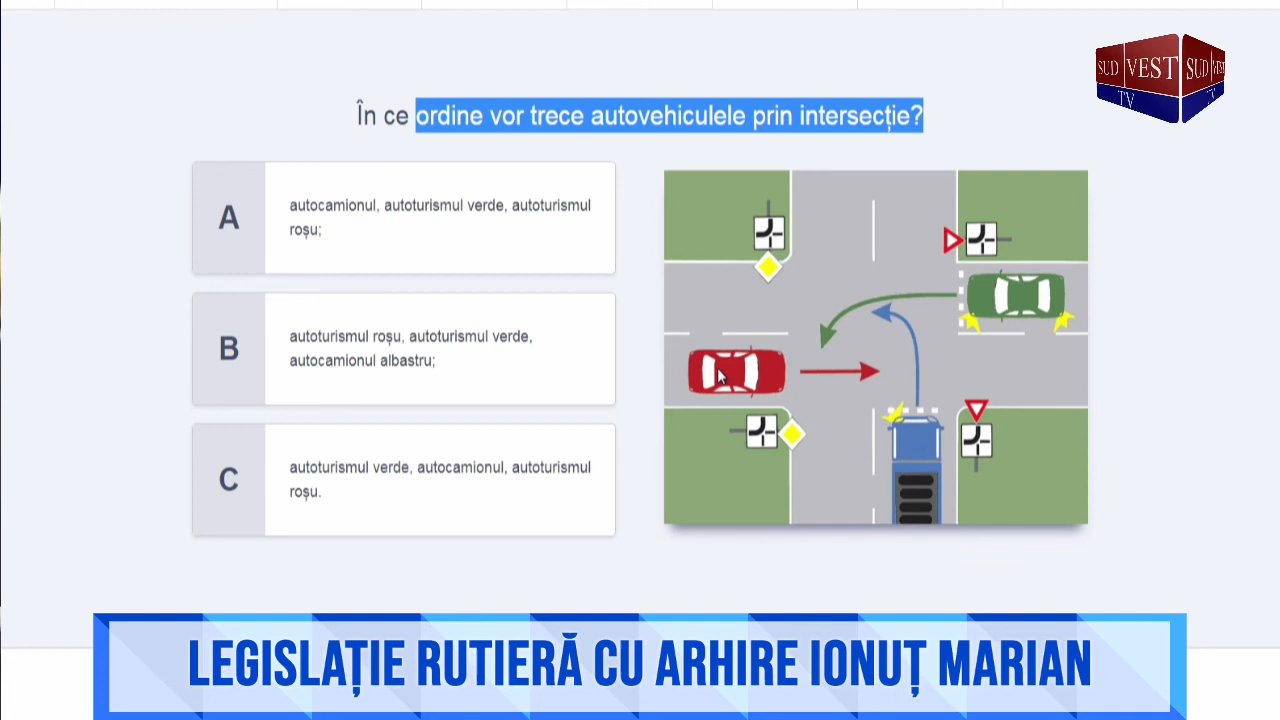 SUD VEST SUD VEST
TV
În ce ordine vor trece autovehiculele prin intersecție?
A
autocamionul, autoturismul verde, autoturismul
roșu;
B
autoturismul roșu, autoturismul verde,
autocamionul albastru;
C
autoturismul verde, autocamionul, autoturismul
roșu.
LEGISLAȚIE RUTIERĂ CU ARHIRE IONUȚ MARIAN